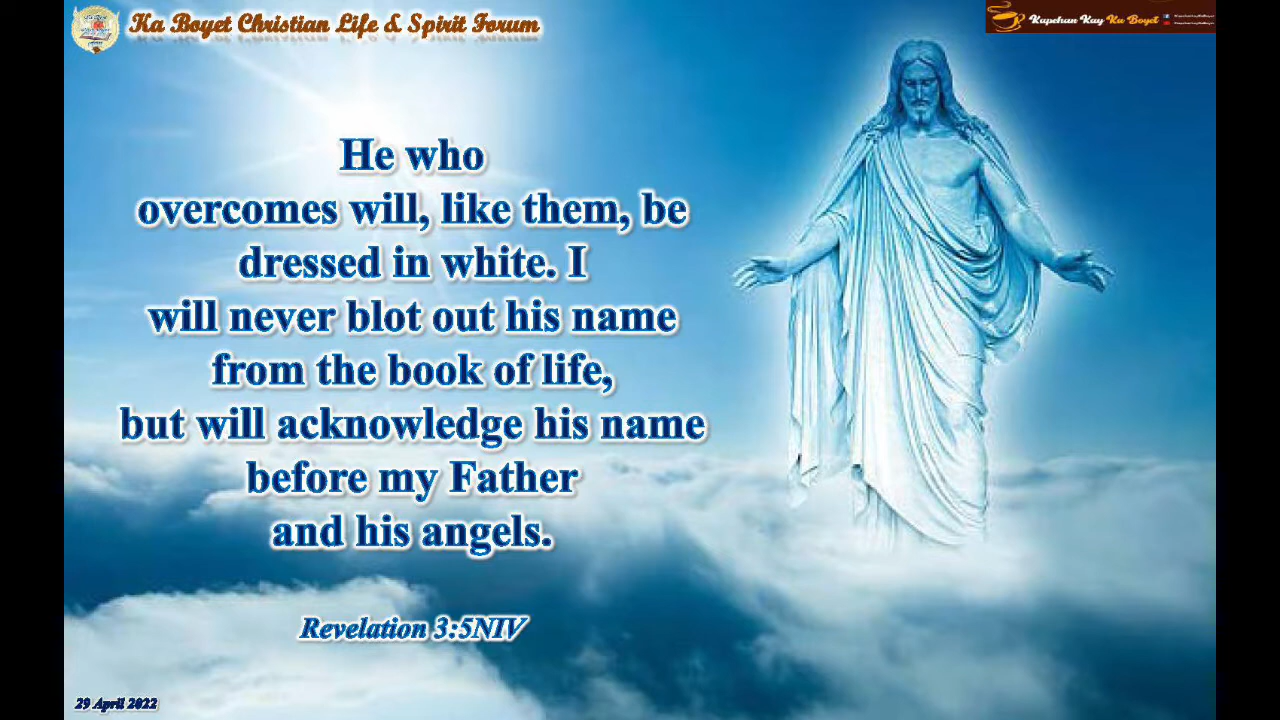 Ka Boyet Christian Life & Spirit Forum
Kapehan Kay Ka Boyet
He who
overcomes will, like them, be
dressed in white. I
will never blot out his name
from the book of life,
but will acknowledge his name
before my Father
and his angels.
Revelation 3:5NIV
29 April 2022